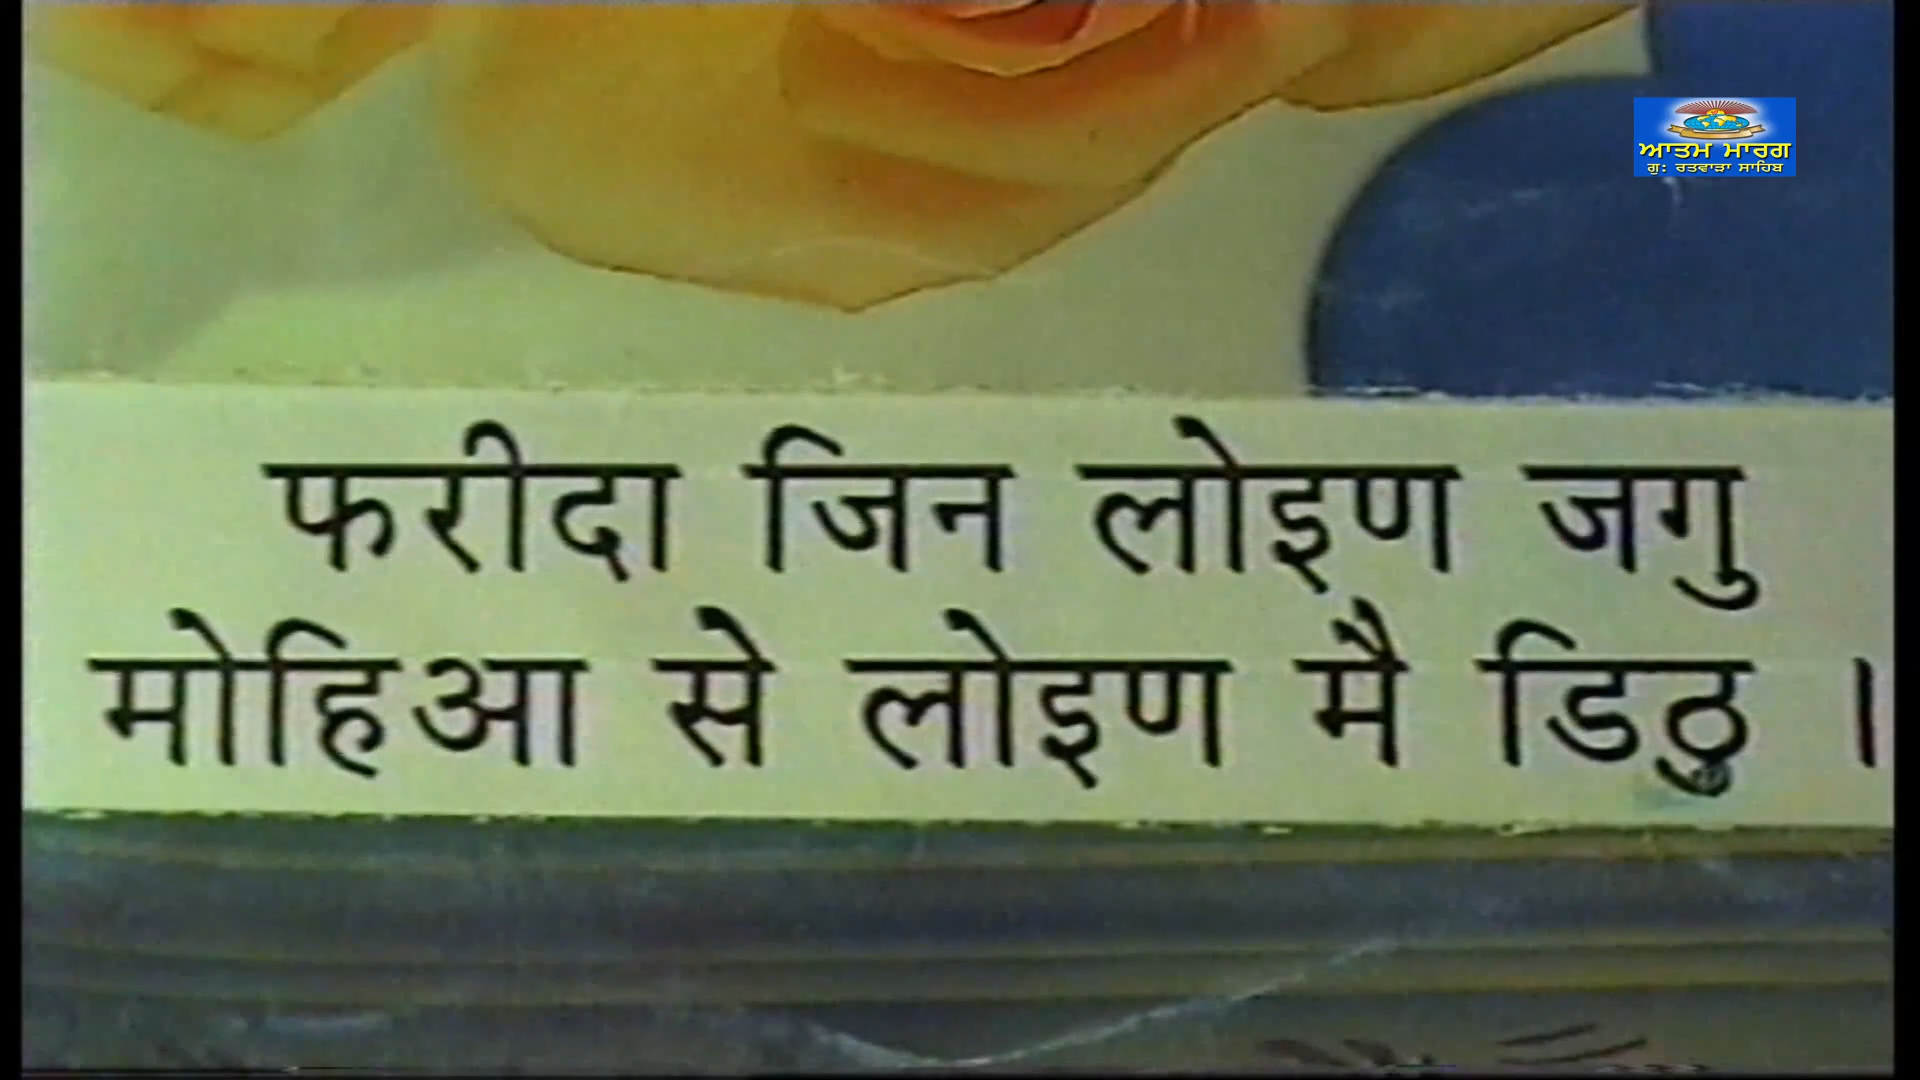 ਆਤਮ ਮਾਰਗ
ਗੁ: ਰਤਵਾੜਾ ਸਾਹਿਬ
फरीदा जिन लोइण जगु
मोहिआ से लोइण मै डिठु ।